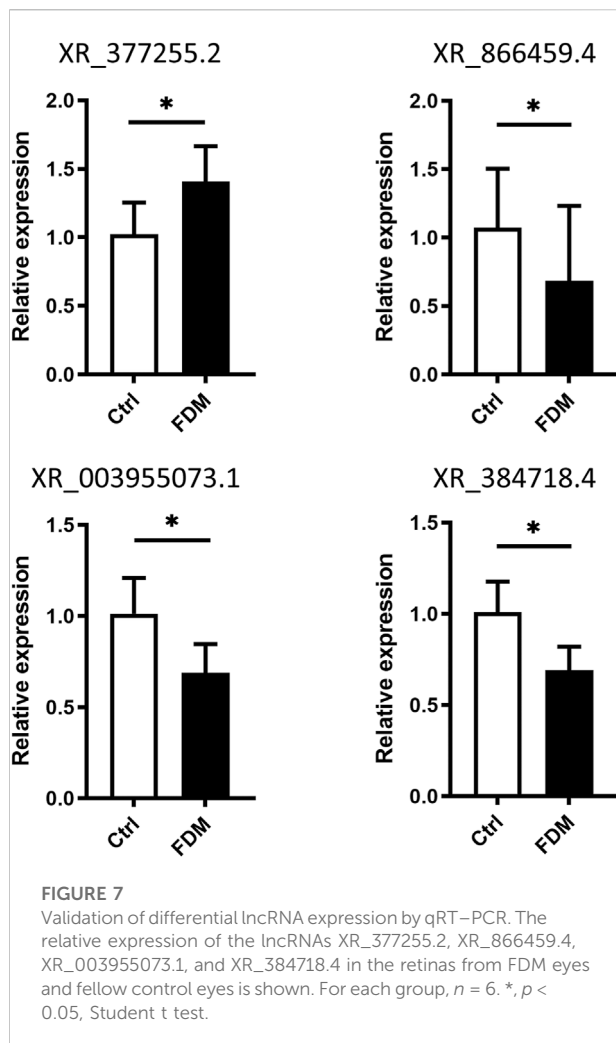 XR_377255.2
*
2.0
1.5
1.0
0.5
0.0
Relative expression
Ctrl
FDM
XR_866459.4
*
2.0
1.5
1.0
0.5
0.0
Relative expression
Ctrl
FDM
XR_003955073.1
*
1.5
1.0
0.5
0.0
Relative expression
Ctrl
FDM
XR_384718.4
*
1.5
1.0
0.5
0.0
Relative expression
Ctrl
FDM
FIGURE 7
Validation of differential lncRNA expression by qRT–PCR. The
relative expression of the lncRNAs XR_377255.2, XR_866459.4,
XR_003955073.1, and XR_384718.4 in the retinas from FDM eyes
and fellow control eyes is shown. For each group, n = 6. *, p <
0.05, Student t test.